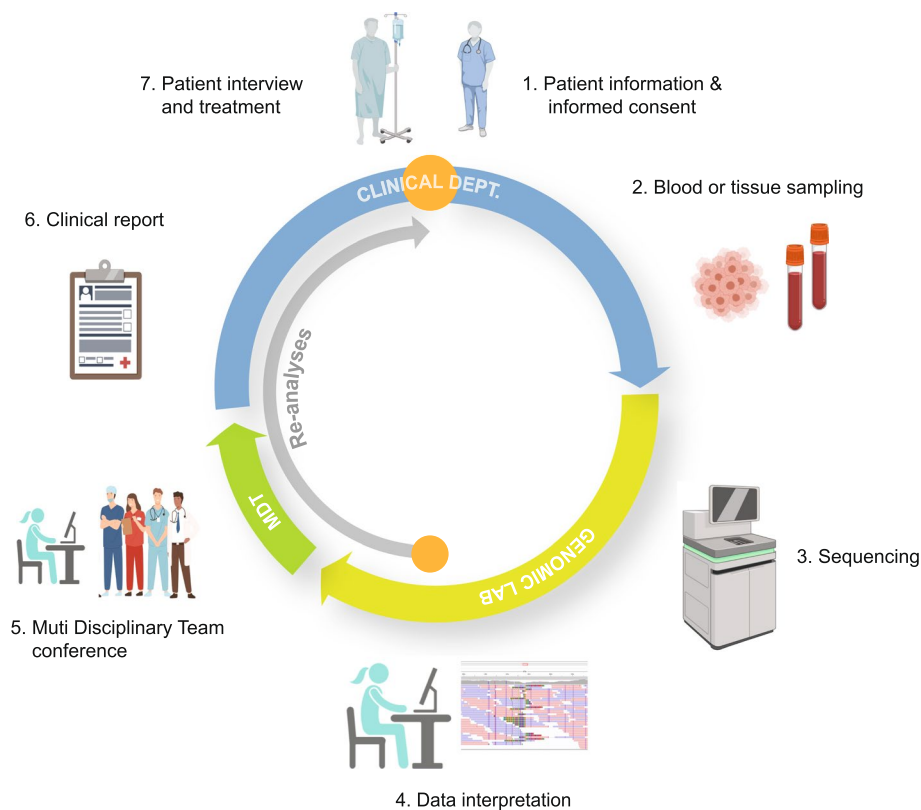 7. Patient interview
and treatment
1. Patient information &
informed consent
2. Blood or tissue sampling
6. Clinical report
CLINICAL DEPT.
Re-analyses
MDT
GENOMIC LAB
3. Sequencing
5. Muti Disciplinary Team
conference
4. Data interpretation